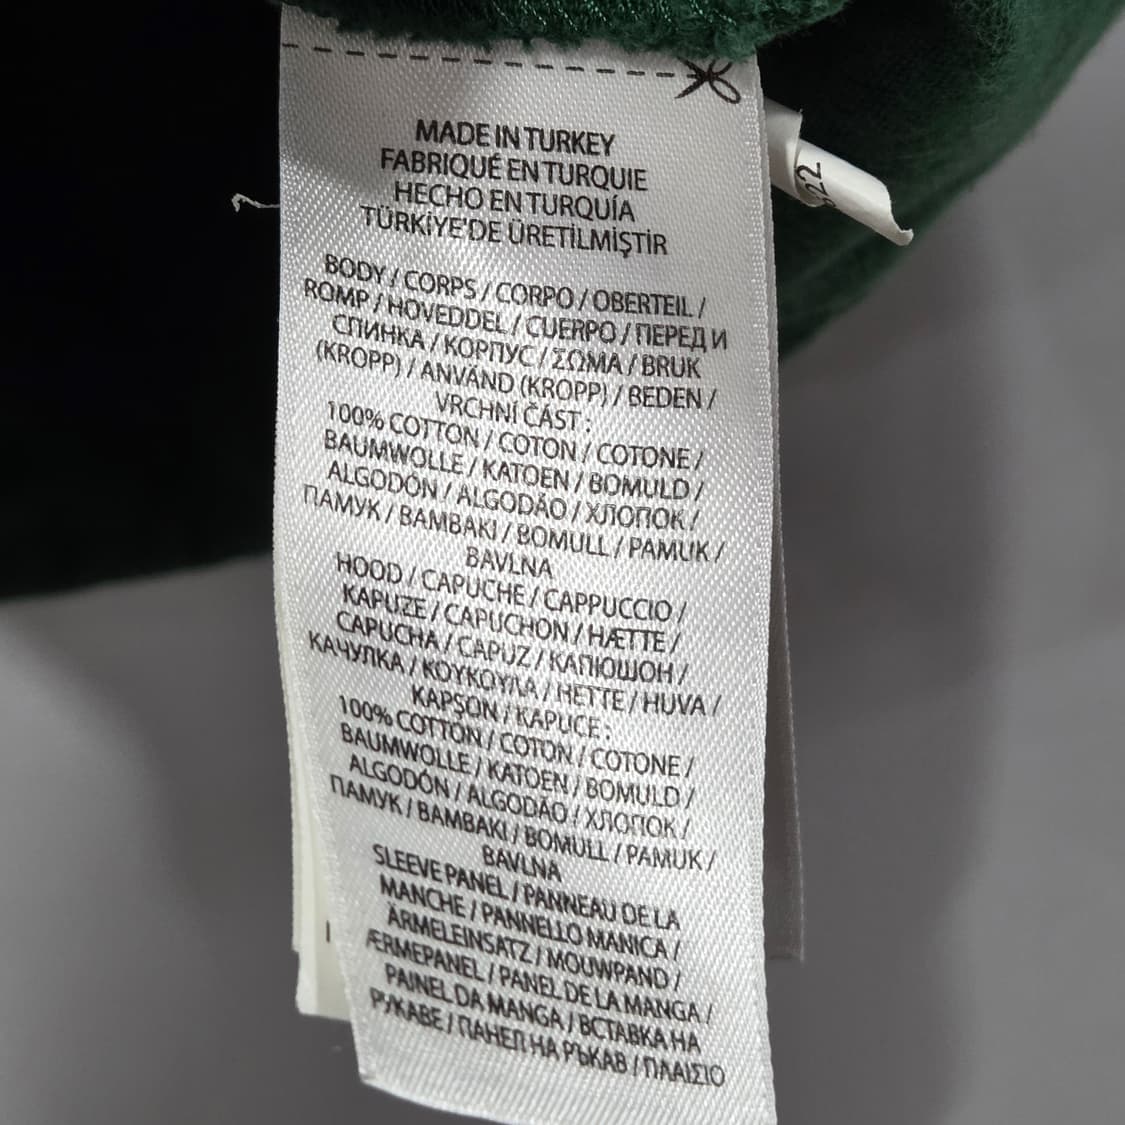 MADE IN TURKEY
FABRIQUÉ EN TURQUIE
HECHO EN TURQUÍA
TÜRKİYE'DE ÜRETİLMİŞTİR
BODY / CORPS / CORPO / OBERTEIL /
ROMP / HOVEDDEL / CUERPO / ПЕРЕД И
СПИНКА / КОРПУС / ΣΩΜΑ / BRUK
(KROPP) / ANVÄND (KROPP) / BEDEN /
VRCHNÍ ČÁST :
100% COTTON / COTON / COTONE /
BAUMWOLLE / KATOEN / BOMULD /
ALGODÓN / ALGODÃO / ХЛОПОК /
ПАМУК / ΒΑΜΒΑΚΙ / BOMULL / PAMUK /
BAVLNA
HOOD / CAPUCHE / CAPPUCCIO /
KAPUZE / CAPUCHON / HÆTTE /
CAPUCHA / CAPUZ / КАПЮШОН /
КАЧУЛКА / ΚΟΥΚΟΥΛΑ / HETTE / HUVA /
KAPŞON / KAPUCE :
100% COTTON / COTON / COTONE /
BAUMWOLLE / KATOEN / BOMULD /
ALGODÓN / ALGODÃO / ХЛОПОК /
ПАМУК / ΒΑΜΒΑΚΙ / BOMULL / PAMUK /
BAVLNA
SLEEVE PANEL / PANNEAU DE LA
MANCHE / PANNELLO MANICA /
ÄRMELEINSATZ / MOUWPAND /
ÆRMEPANEL / PANEL DE LA MANGA /
PAINEL DA MANGA / ВСТАВКА НА
РУКАВЕ / ПАНЕЛ НА РЪКАВ / ΠΛΑΙΣΙΟ